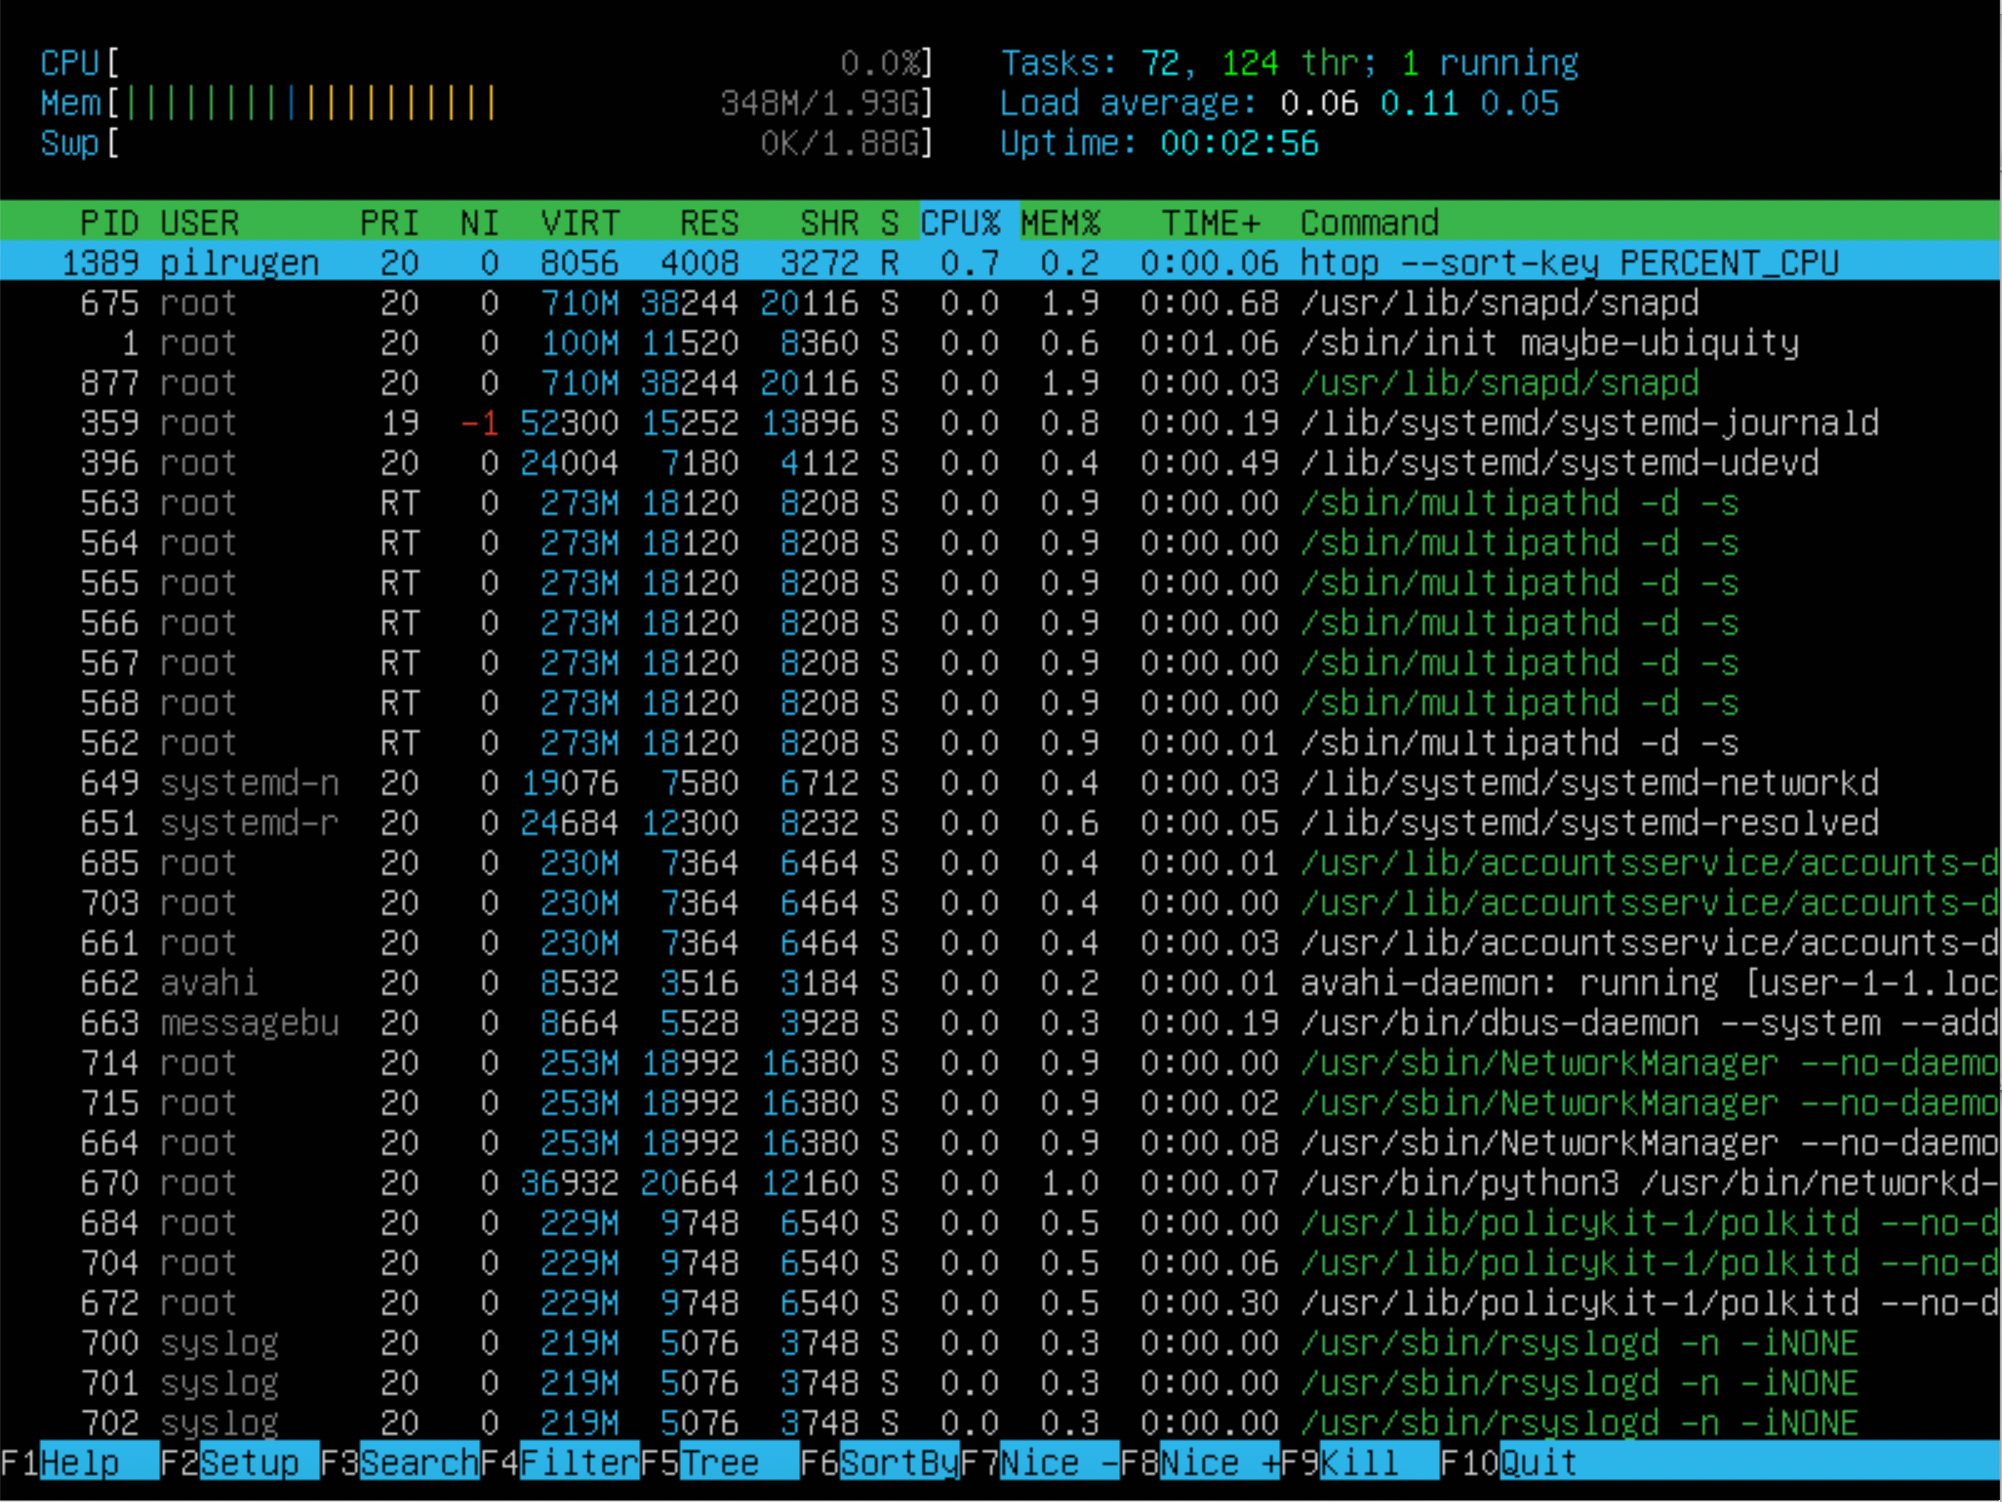 CPU[ 0.0%] Tasks: 72, 124 thr; 1 running
Mem[||||||||||||||||||| 348M/1.93G] Load average: 0.06 0.11 0.05
Swp[ 0K/1.88G] Uptime: 00:02:56
PID USER PRI NI VIRT RES SHR S CPU% MEM% TIME+ Command
1389 pilrugen 20 0 8056 4008 3272 R 0.7 0.2 0:00.06 htop --sort-key PERCENT_CPU
675 root 20 0 710M 38244 20116 S 0.0 1.9 0:00.68 /usr/lib/snapd/snapd
1 root 20 0 100M 11520 8360 S 0.0 0.6 0:01.06 /sbin/init maybe-ubiquity
877 root 20 0 710M 38244 20116 S 0.0 1.9 0:00.03 /usr/lib/snapd/snapd
359 root 19 -1 52300 15252 13896 S 0.0 0.8 0:00.19 /lib/systemd/systemd-journald
396 root 20 0 24004 7180 4112 S 0.0 0.4 0:00.49 /lib/systemd/systemd-udevd
563 root RT 0 273M 18120 8208 S 0.0 0.9 0:00.00 /sbin/multipathd -d -s
564 root RT 0 273M 18120 8208 S 0.0 0.9 0:00.00 /sbin/multipathd -d -s
565 root RT 0 273M 18120 8208 S 0.0 0.9 0:00.00 /sbin/multipathd -d -s
566 root RT 0 273M 18120 8208 S 0.0 0.9 0:00.00 /sbin/multipathd -d -s
567 root RT 0 273M 18120 8208 S 0.0 0.9 0:00.00 /sbin/multipathd -d -s
568 root RT 0 273M 18120 8208 S 0.0 0.9 0:00.00 /sbin/multipathd -d -s
562 root RT 0 273M 18120 8208 S 0.0 0.9 0:00.01 /sbin/multipathd -d -s
649 systemd-n 20 0 19076 7580 6712 S 0.0 0.4 0:00.03 /lib/systemd/systemd-networkd
651 systemd-r 20 0 24684 12300 8232 S 0.0 0.6 0:00.05 /lib/systemd/systemd-resolved
685 root 20 0 230M 7364 6464 S 0.0 0.4 0:00.01 /usr/lib/accountsservice/accounts-d
703 root 20 0 230M 7364 6464 S 0.0 0.4 0:00.00 /usr/lib/accountsservice/accounts-d
661 root 20 0 230M 7364 6464 S 0.0 0.4 0:00.03 /usr/lib/accountsservice/accounts-d
662 avahi 20 0 8532 3516 3184 S 0.0 0.2 0:00.01 avahi-daemon: running [user-1-1.loc
663 messagebu 20 0 8664 5528 3928 S 0.0 0.3 0:00.19 /usr/bin/dbus-daemon --system --add
714 root 20 0 253M 18992 16380 S 0.0 0.9 0:00.00 /usr/sbin/NetworkManager --no-daemo
715 root 20 0 253M 18992 16380 S 0.0 0.9 0:00.02 /usr/sbin/NetworkManager --no-daemo
664 root 20 0 253M 18992 16380 S 0.0 0.9 0:00.08 /usr/sbin/NetworkManager --no-daemo
670 root 20 0 36932 20664 12160 S 0.0 1.0 0:00.07 /usr/bin/python3 /usr/bin/networkd-
684 root 20 0 229M 9748 6540 S 0.0 0.5 0:00.00 /usr/lib/policykit-1/polkitd --no-d
704 root 20 0 229M 9748 6540 S 0.0 0.5 0:00.06 /usr/lib/policykit-1/polkitd --no-d
672 root 20 0 229M 9748 6540 S 0.0 0.5 0:00.30 /usr/lib/policykit-1/polkitd --no-d
700 syslog 20 0 219M 5076 3748 S 0.0 0.3 0:00.00 /usr/sbin/rsyslogd -n -iNONE
701 syslog 20 0 219M 5076 3748 S 0.0 0.3 0:00.00 /usr/sbin/rsyslogd -n -iNONE
702 syslog 20 0 219M 5076 3748 S 0.0 0.3 0:00.00 /usr/sbin/rsyslogd -n -iNONE
F1Help F2Setup F3SearchF4FilterF5Tree F6SortByF7Nice -F8Nice +F9Kill F10Quit